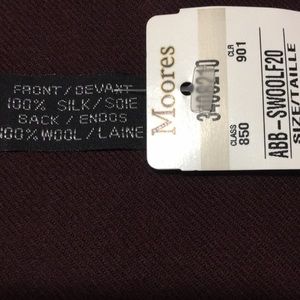 FRONT/DEVANT
100% SILK/SOIE
BACK/ENDOS
100% WOOL/LAINE
Moores
CLASS
850
CLR
901
ABB-SWOOLF20
SIZE/TAILLE